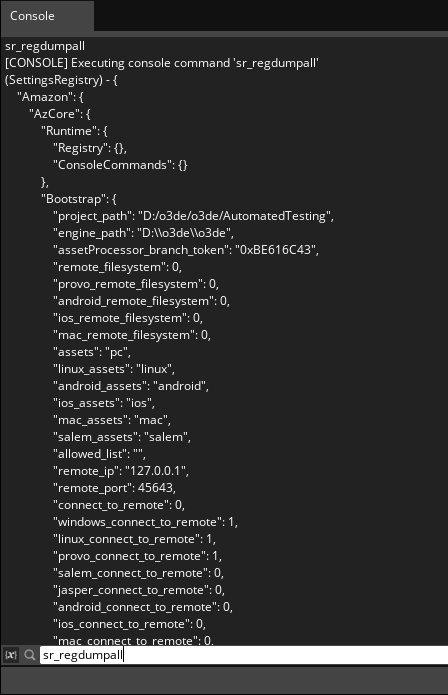 Console
sr_regdumpall
[CONSOLE] Executing console command 'sr_regdumpall'
(SettingsRegistry) - {
"Amazon": {
"AzCore": {
"Runtime": {
"Registry": {},
"ConsoleCommands": {}
},
"Bootstrap": {
"project_path": "D:/o3de/o3de/AutomatedTesting",
"engine_path": "D:\\o3de\\o3de",
"assetProcessor_branch_token": "0xBE616C43",
"remote_filesystem": 0,
"provo_remote_filesystem": 0,
"android_remote_filesystem": 0,
"ios_remote_filesystem": 0,
"mac_remote_filesystem": 0,
"assets": "pc",
"linux_assets": "linux",
"android_assets": "android",
"ios_assets": "ios",
"mac_assets": "mac",
"salem_assets": "salem",
"allowed_list": "",
"remote_ip": "127.0.0.1",
"remote_port": 45643,
"connect_to_remote": 0,
"windows_connect_to_remote": 1,
"linux_connect_to_remote": 1,
"provo_connect_to_remote": 1,
"salem_connect_to_remote": 0,
"jasper_connect_to_remote": 0,
"android_connect_to_remote": 0,
"ios_connect_to_remote": 0,
"mac_connect_to_remote": 0,
{x} sr_regdumpall